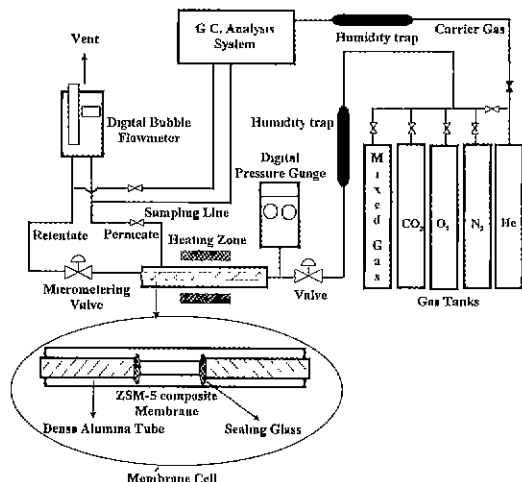 Vent
G C. Analysis
System
Humidity trap
Carrier Gas
Digital Bubble
Flowmeter
Humidity trap
Digital
Pressure Gauge
Sampling Line
Retentate
Permeate
Heating Zone
Micrometering
Valve
Valve
Mixed Gas
CO2
O2
N2
He
Gas Tanks
ZSM-5 composite
Membrane
Dense Alumina Tube
Sealing Glass
Membrane Cell